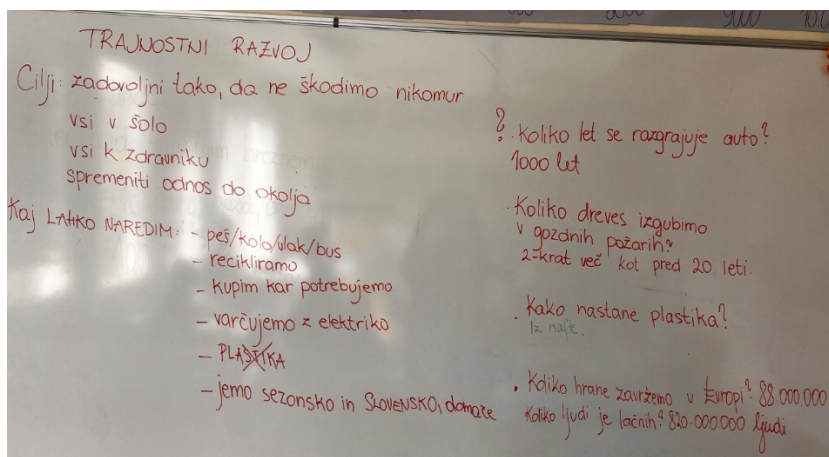 TRAJNOSTNI RAZVOJ
Cilji: zadovoljni tako, da ne škodimo nikomur
vsi v šolo
vsi k zdravniku
spremeniti odnos do okolja
Kaj LAHKO NAREDIM: - peš/kolo/vlak/bus
- recikliramo
- kupim kar potrebujemo
- varčujemo z elektriko
- PLASTIKA
- jemo sezonsko in SLOVENSKO, domače
? . Koliko let se razgrajuje auto?
1000 let
. Koliko dreves izgubimo
v gozdnih požarih?
2-krat več kot pred 20 leti.
. Kako nastane plastika?
Iz nafte.
. Koliko hrane zavržemo v Evropi? 88.000.000
Koliko ljudi je lačnih? 820.000.000 ljudi